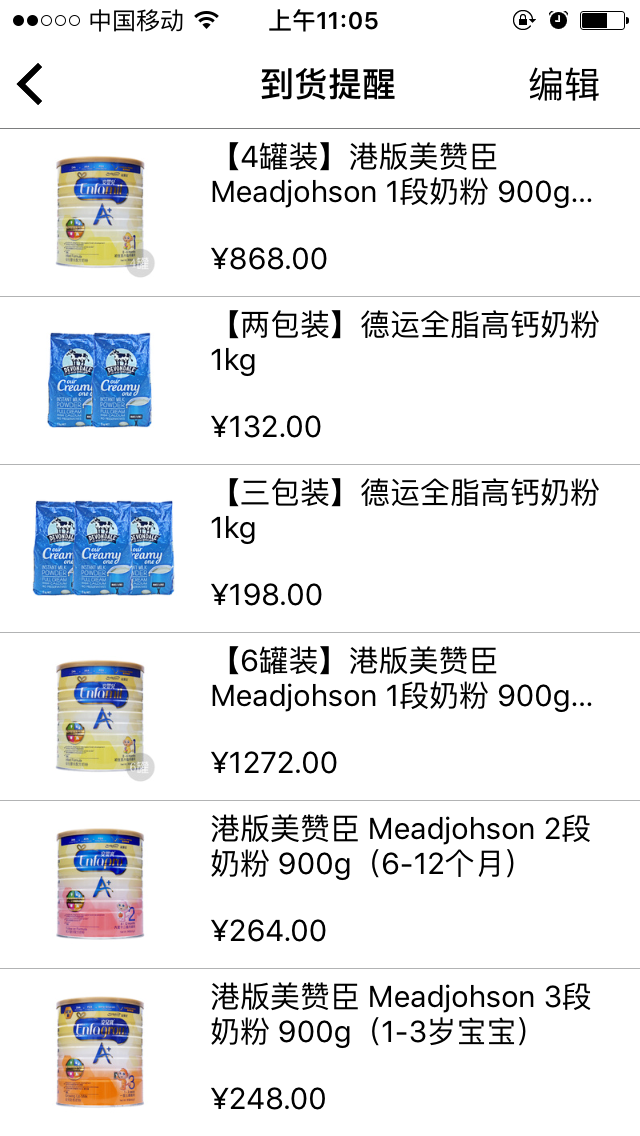 中国移动 上午11:05
到货提醒 编辑
【4罐装】港版美赞臣
Meadjohson 1段奶粉 900g...
¥868.00
【两包装】德运全脂高钙奶粉
1kg
¥132.00
【三包装】德运全脂高钙奶粉
1kg
¥198.00
【6罐装】港版美赞臣
Meadjohson 1段奶粉 900g...
¥1272.00
港版美赞臣 Meadjohson 2段
奶粉 900g（6-12个月）
¥264.00
港版美赞臣 Meadjohson 3段
奶粉 900g（1-3岁宝宝）
¥248.00